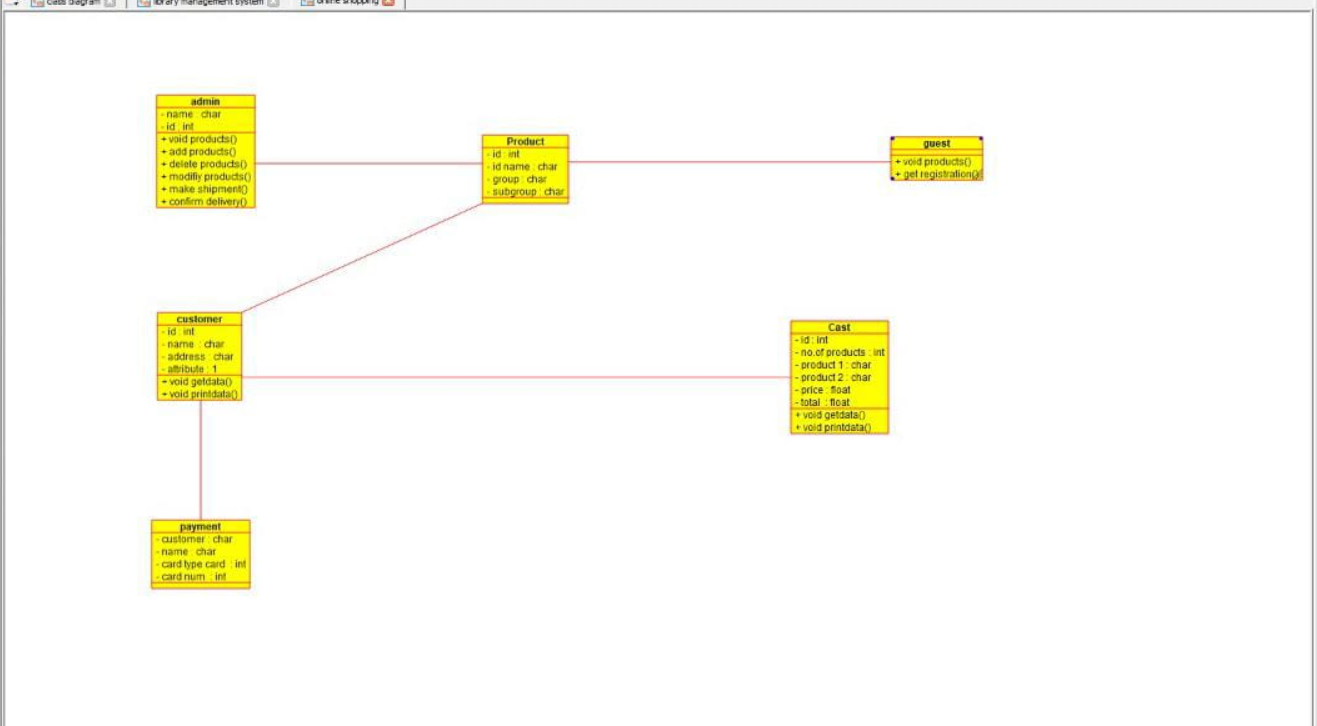 class diagram
library management system
online shopping
admin
- name : char
- id : int
+ void products()
+ add products()
+ delete products()
+ modifiy products()
+ make shipment()
+ confirm delivery()
Product
- id : int
- id name : char
- group : char
- subgroup : char
guest
+ void products()
+ get registration()
customer
- id : int
- name : char
- address : char
- attribute : 1
+ void getdata()
+ void printdata()
Cast
- id : int
- no.of products : int
- product 1 : char
- product 2 : char
- price : float
- total : float
+ void getdata()
+ void printdata()
payment
- customer : char
- name : char
- card type card : int
- card num : int